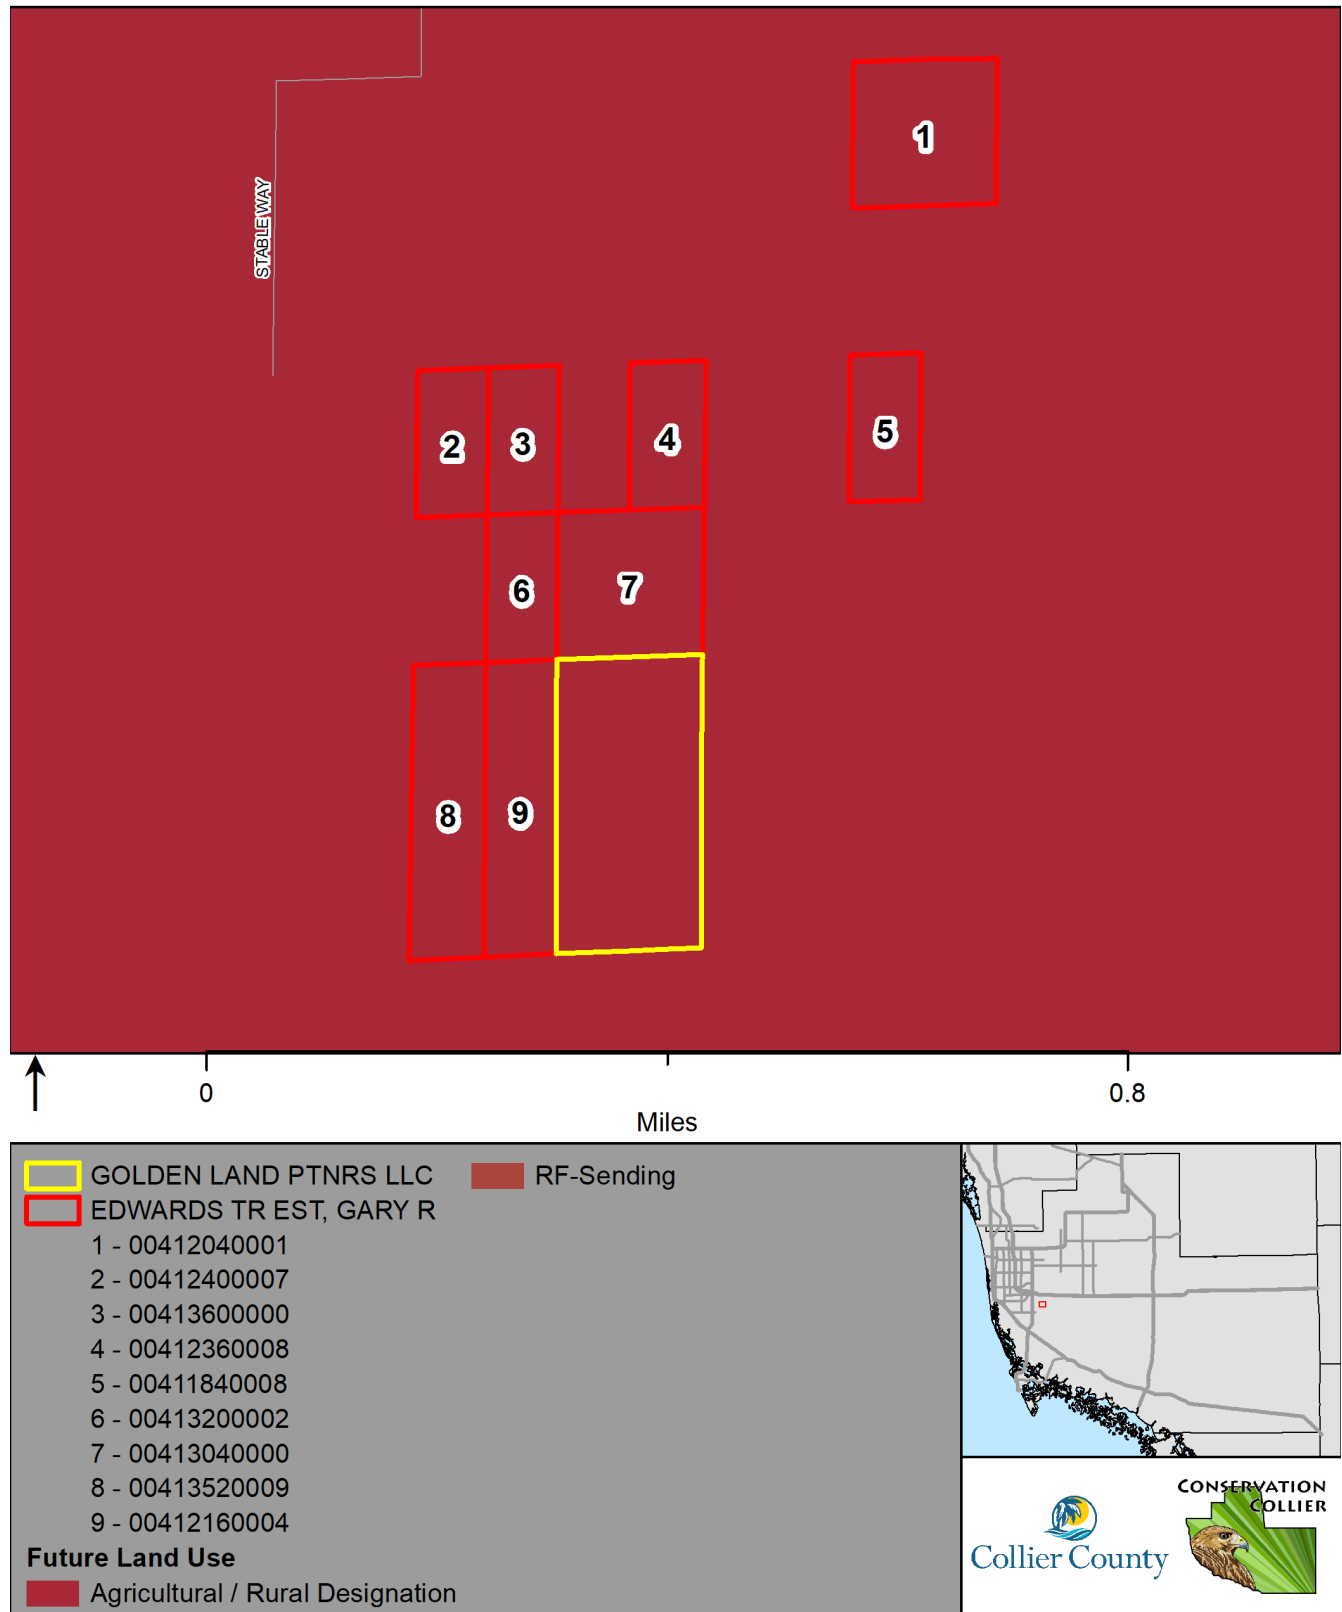 1
STABLE WAY
2
3
4
5
6
7
8
9
0
0.8
Miles
GOLDEN LAND PTNRS LLC
RF-Sending
EDWARDS TR EST, GARY R
1 - 00412040001
2 - 00412400007
3 - 00413600000
4 - 00412360008
5 - 00411840008
6 - 00413200002
7 - 00413040000
8 - 00413520009
9 - 00412160004
Future Land Use
Agricultural / Rural Designation
Collier County
CONSERVATION
COLLIER